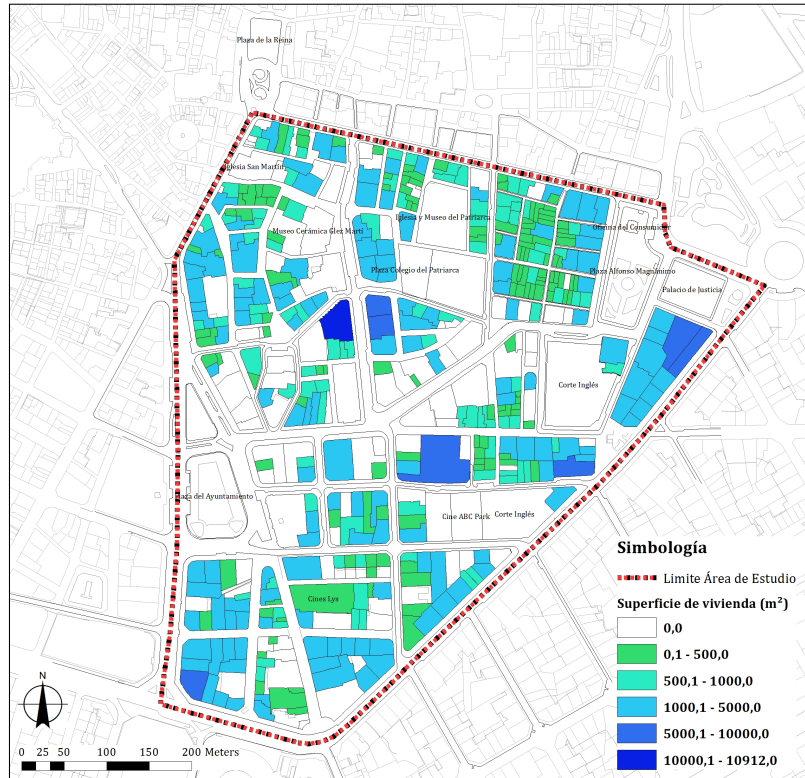 Plaza de la Reina
Iglesia San Martín
Museo Cerámica Glez Martí
Iglesia y Museo del Patriarca
Oficina del Consumidor
Plaza Colegio del Patriarca
Plaza Alfonso Magnánimo
Palacio de Justicia
Corte Inglés
Plaza del Ayuntamiento
Cine ABC Park
Corte Inglés
Cines Lys
Simbología
Limite Área de Estudio
Superficie de vivienda (m²)
0,0
0,1 - 500,0
500,1 - 1000,0
1000,1 - 5000,0
5000,1 - 10000,0
10000,1 - 10912,0
N
0 25 50 100 150 200 Meters